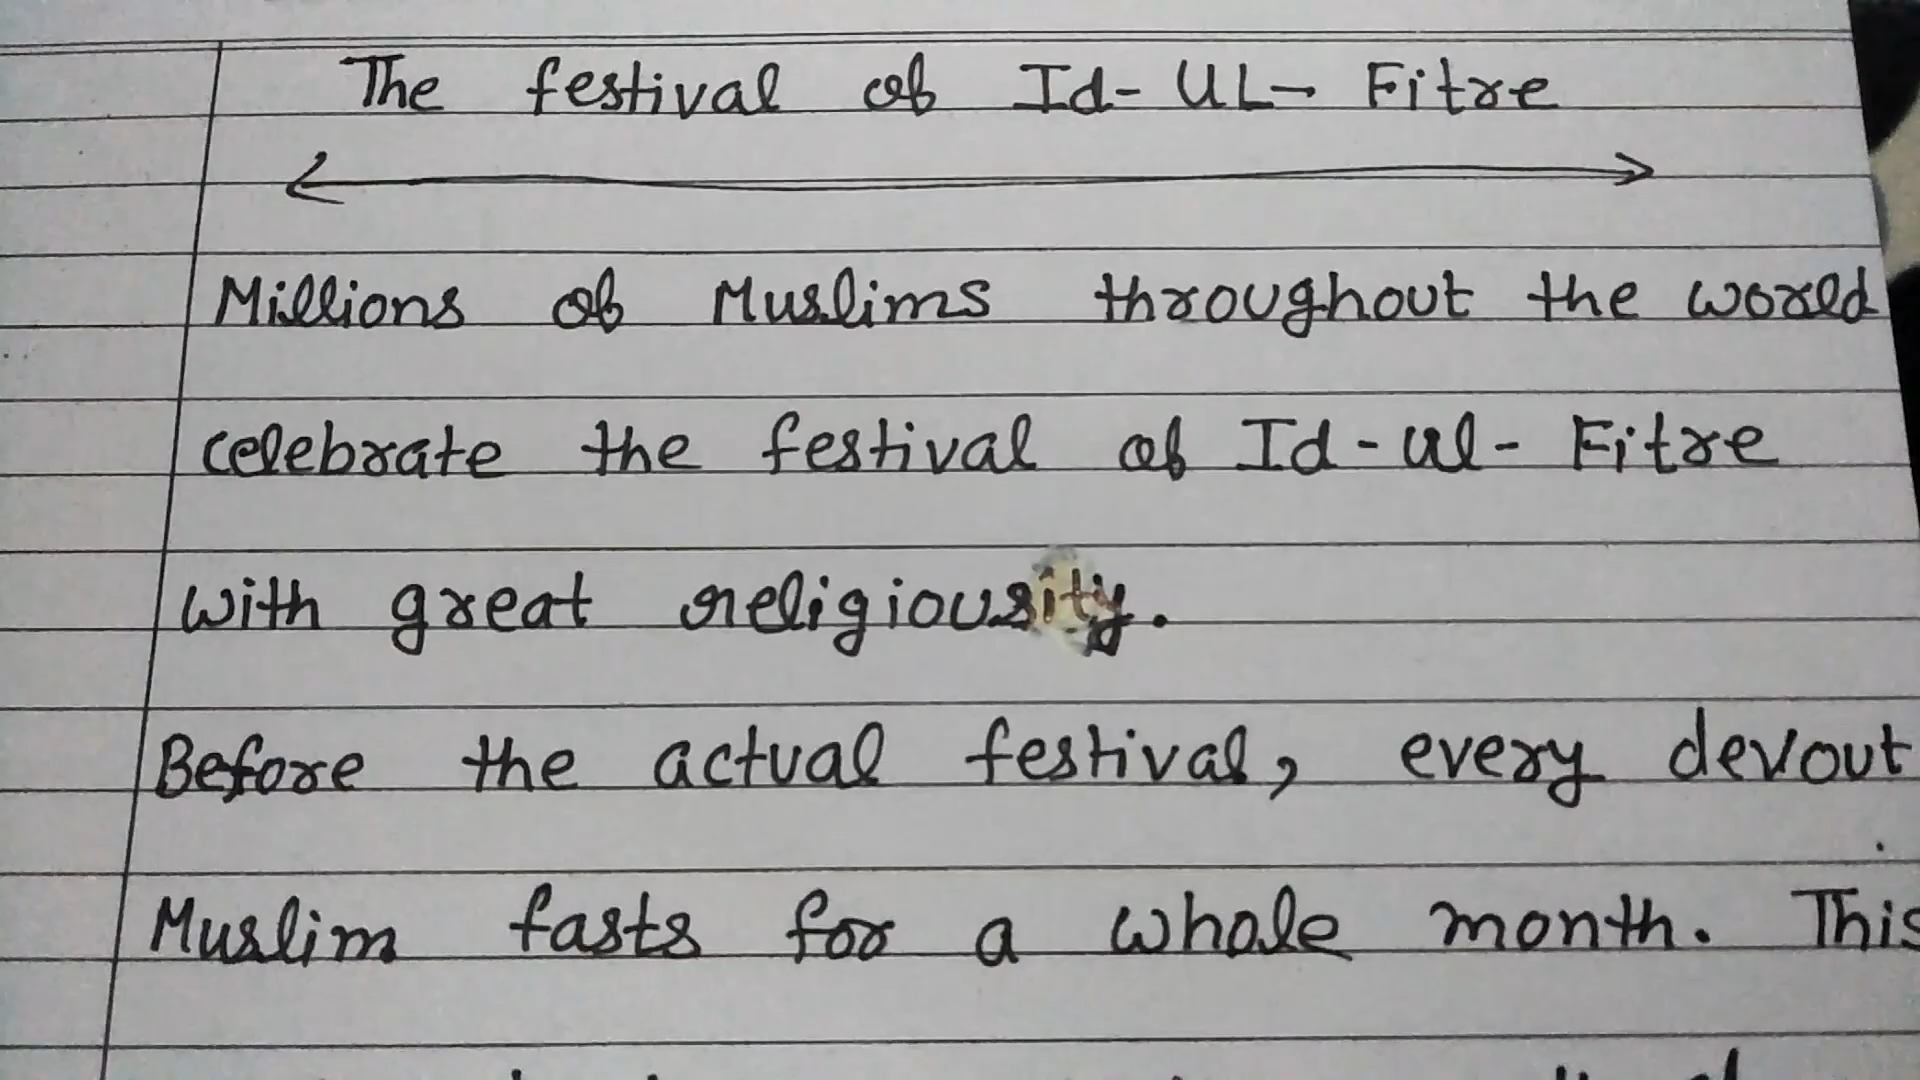 The festival of Id-UL-Fitre
Millions of Muslims throughout the world
celebrate the festival of Id-ul-Fitre
with great religiousity.
Before the actual festival, every devout
Muslim fasts for a whole month. This